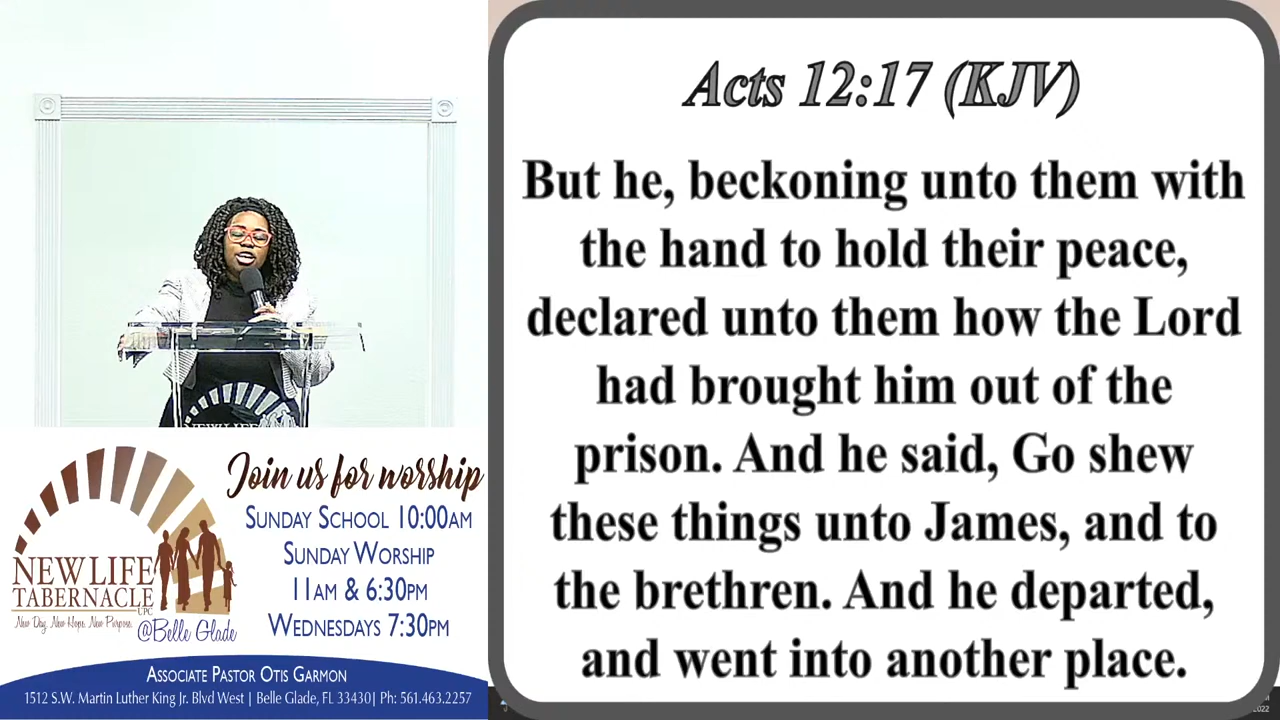 Acts 12:17 (KJV)
But he, beckoning unto them with
the hand to hold their peace,
declared unto them how the Lord
had brought him out of the
prison. And he said, Go shew
these things unto James, and to
the brethren. And he departed,
and went into another place.
NEW LIFE
Join us for worship
SUNDAY SCHOOL 10:00AM
SUNDAY WORSHIP
11AM & 6:30PM
WEDNESDAYS 7:30PM
NEW LIFE
TABERNACLE
UPC
New Day. New Hope. New Purpose.
@Belle Glade
ASSOCIATE PASTOR OTIS GARMON
1512 S.W. Martin Luther King Jr. Blvd West | Belle Glade, FL 33430| Ph: 561.463.2257